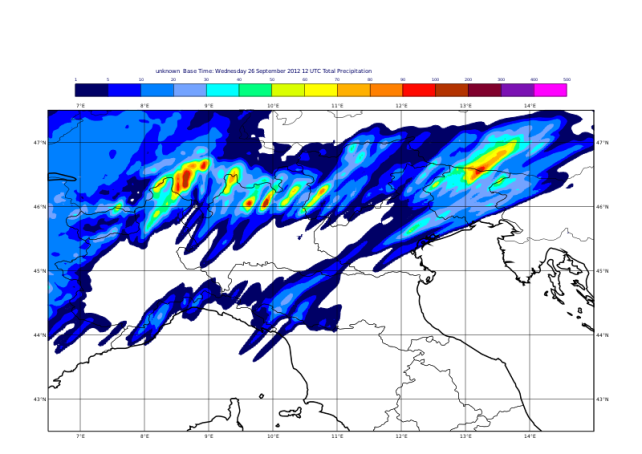 unknown Base Time: Wednesday 26 September 2012 12 UTC Total Precipitation
1 5 10 20 30 40 50 60 70 80 90 100 200 300 400 500
7°E 8°E 9°E 10°E 11°E 12°E 13°E 14°E
47°N 47°N
46°N 46°N
45°N 45°N
44°N 44°N
43°N 43°N
7°E 8°E 9°E 10°E 11°E 12°E 13°E 14°E